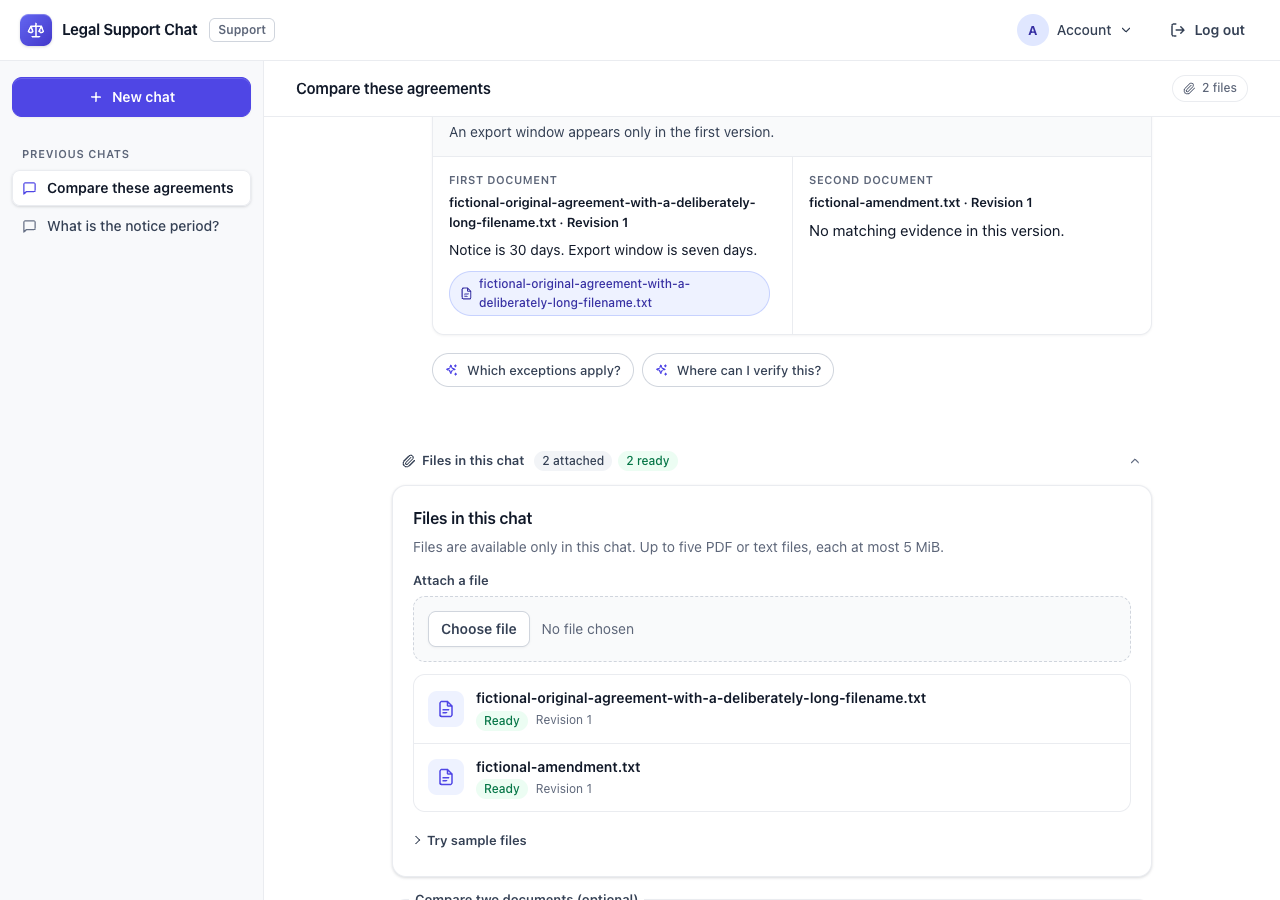 Legal Support Chat
Support
A
Account
Log out
New chat
Compare these agreements
2 files
PREVIOUS CHATS
Compare these agreements
What is the notice period?
An export window appears only in the first version.
FIRST DOCUMENT
fictional-original-agreement-with-a-deliberately-
long-filename.txt · Revision 1
Notice is 30 days. Export window is seven days.
fictional-original-agreement-with-a-
deliberately-long-filename.txt
SECOND DOCUMENT
fictional-amendment.txt · Revision 1
No matching evidence in this version.
Which exceptions apply?
Where can I verify this?
Files in this chat
2 attached
2 ready
Files in this chat
Files are available only in this chat. Up to five PDF or text files, each at most 5 MiB.
Attach a file
Choose file
No file chosen
fictional-original-agreement-with-a-deliberately-long-filename.txt
Ready
Revision 1
fictional-amendment.txt
Ready
Revision 1
Try sample files
Compare two documents (optional)